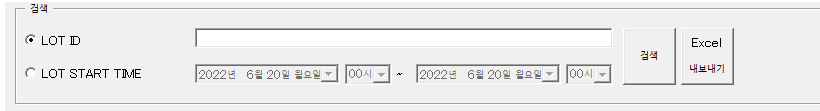 검색
LOT ID
LOT START TIME
2022년 6월 20일 월요일 00시 ~ 2022년 6월 20일 월요일 00시
검색
Excel
내보내기